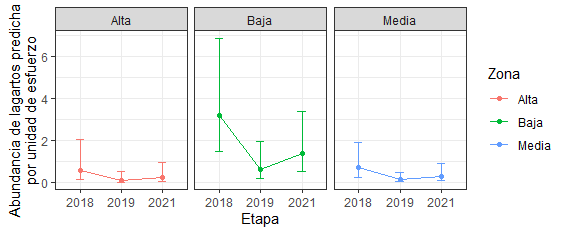 Alta
Baja
Media
Abundancia de lagartos predicha
por unidad de esfuerzo
6
4
2
0
2018 2019 2021
2018 2019 2021
2018 2019 2021
Etapa
Zona
Alta
Baja
Media